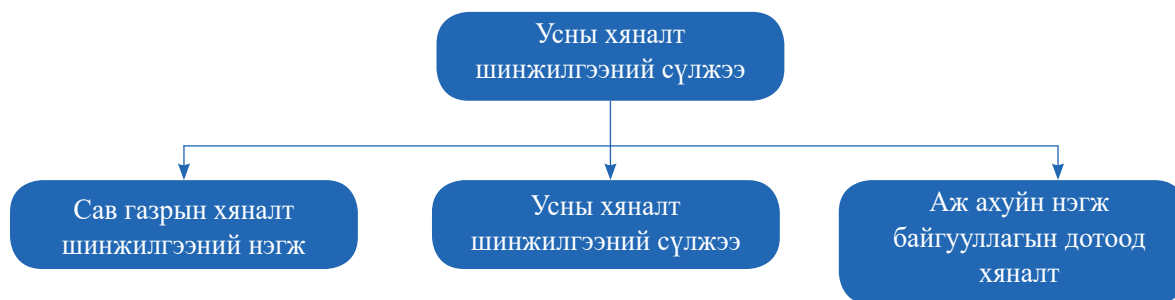 Усны хяналт
шинжилгээний сүлжээ
Сав газрын хяналт
шинжилгээний нэгж
Усны хяналт
шинжилгээний сүлжээ
Аж ахуйн нэгж
байгууллагын дотоод
хяналт